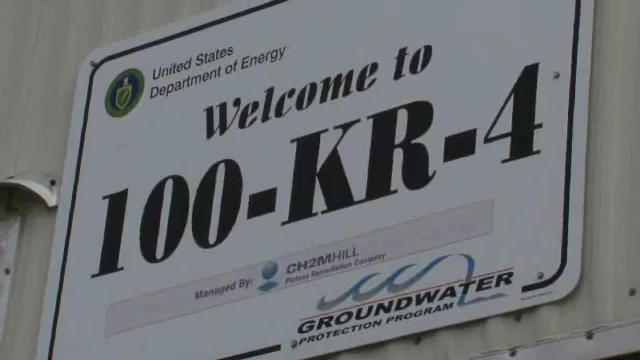 United States
Department of Energy
Welcome to
100-KR-4
Managed By: CH2MHILL
Plateau Remediation Company
GROUNDWATER
PROTECTION PROGRAM